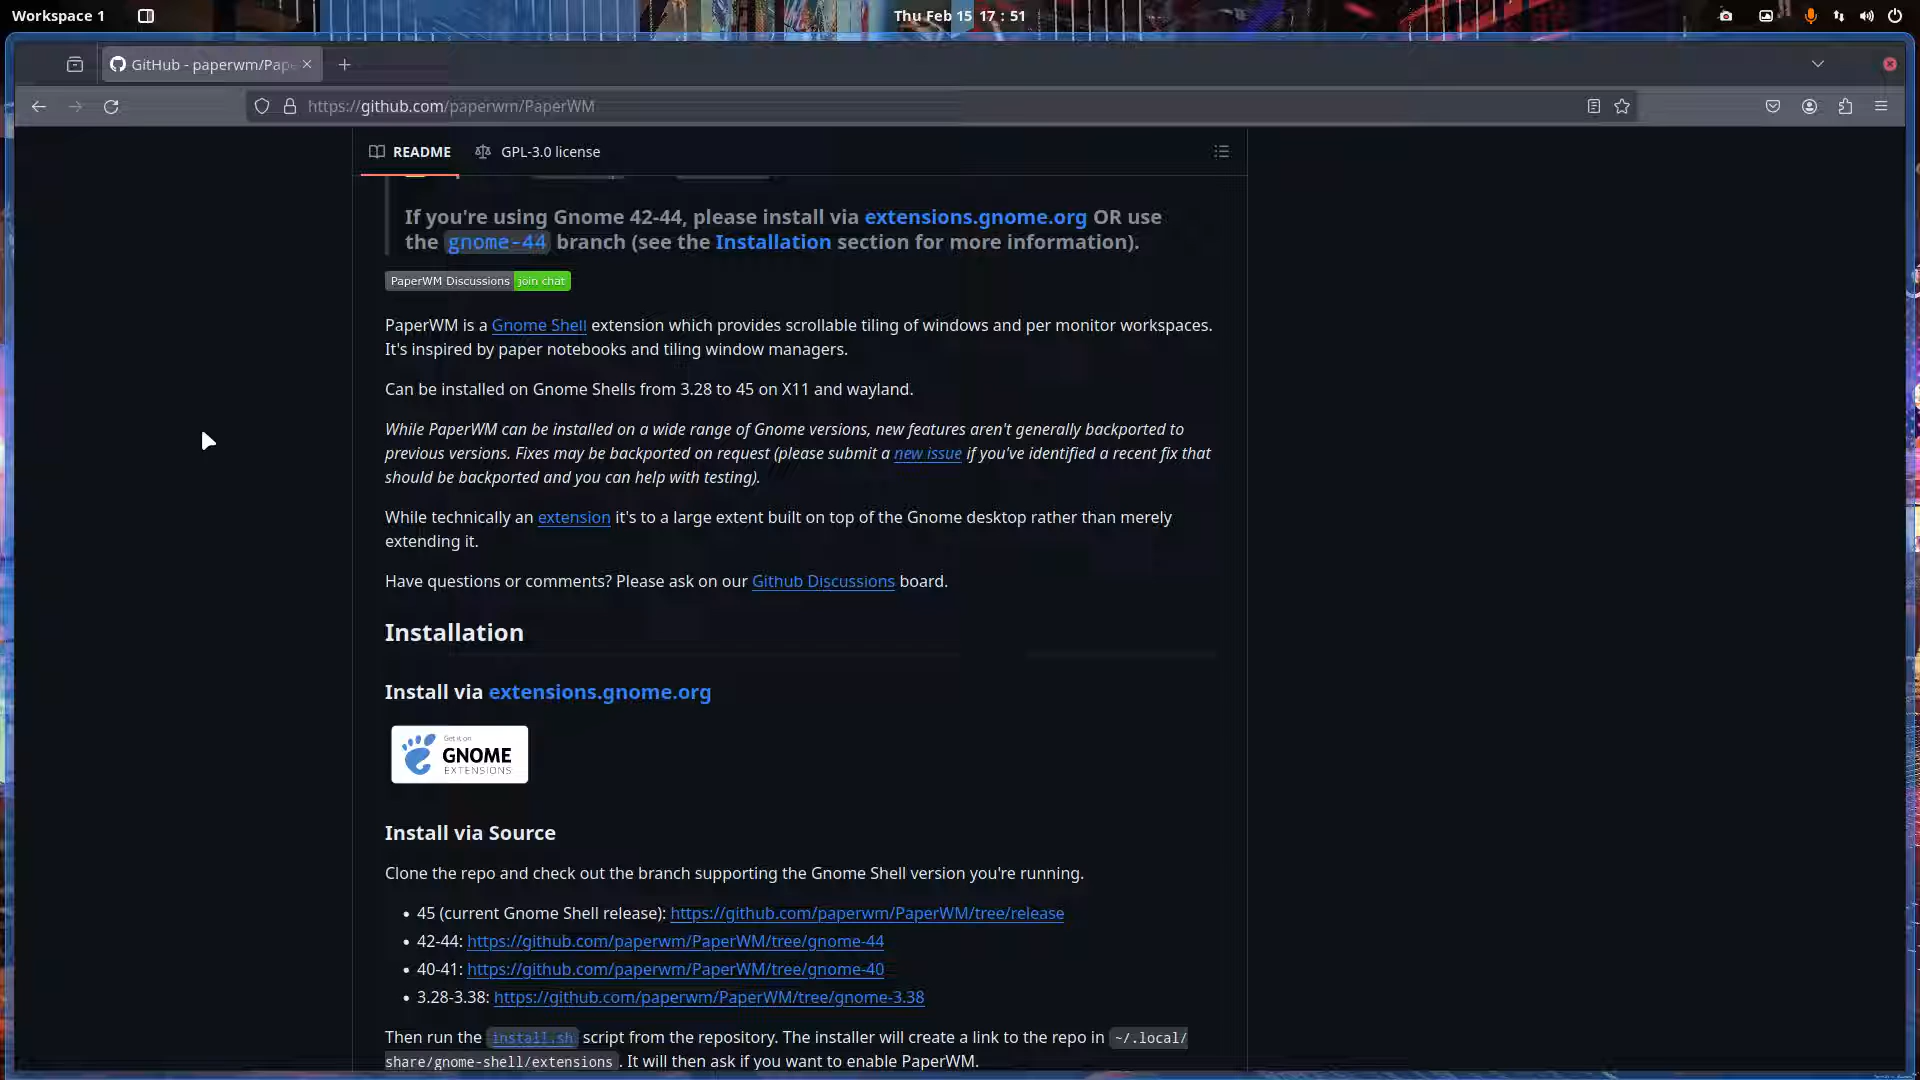 Workspace 1
Thu Feb 15 17 : 51
GitHub - paperwm/Pape
https://github.com/paperwm/PaperWM
README
GPL-3.0 license
If you're using Gnome 42-44, please install via extensions.gnome.org OR use
the gnome-44 branch (see the Installation section for more information).
PaperWM Discussions join chat
PaperWM is a Gnome Shell extension which provides scrollable tiling of windows and per monitor workspaces.
It's inspired by paper notebooks and tiling window managers.
Can be installed on Gnome Shells from 3.28 to 45 on X11 and wayland.
While PaperWM can be installed on a wide range of Gnome versions, new features aren't generally backported to
previous versions. Fixes may be backported on request (please submit a new issue if you've identified a recent fix that
should be backported and you can help with testing).
While technically an extension it's to a large extent built on top of the Gnome desktop rather than merely
extending it.
Have questions or comments? Please ask on our Github Discussions board.
Installation
Install via extensions.gnome.org
Get it on
GNOME
EXTENSIONS
Install via Source
Clone the repo and check out the branch supporting the Gnome Shell version you're running.
• 45 (current Gnome Shell release): https://github.com/paperwm/PaperWM/tree/release
• 42-44: https://github.com/paperwm/PaperWM/tree/gnome-44
• 40-41: https://github.com/paperwm/PaperWM/tree/gnome-40
• 3.28-3.38: https://github.com/paperwm/PaperWM/tree/gnome-3.38
Then run the install.sh script from the repository. The installer will create a link to the repo in ~/.local/
share/gnome-shell/extensions . It will then ask if you want to enable PaperWM.